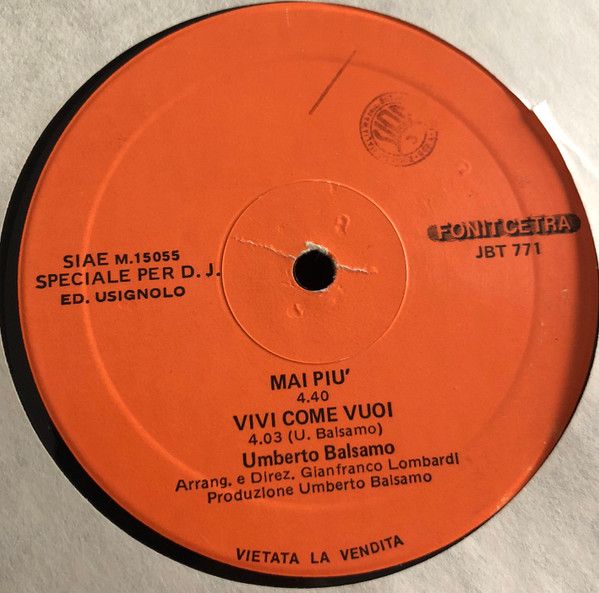 SIAE M.15055
SPECIALE PER D. J.
ED. USIGNOLO
FONIT CETRA
JBT 771
MAI PIU'
4.40
VIVI COME VUOI
4.03 (U. Balsamo)
Umberto Balsamo
Arrang. e Direz. Gianfranco Lombardi
Produzione Umberto Balsamo
VIETATA LA VENDITA